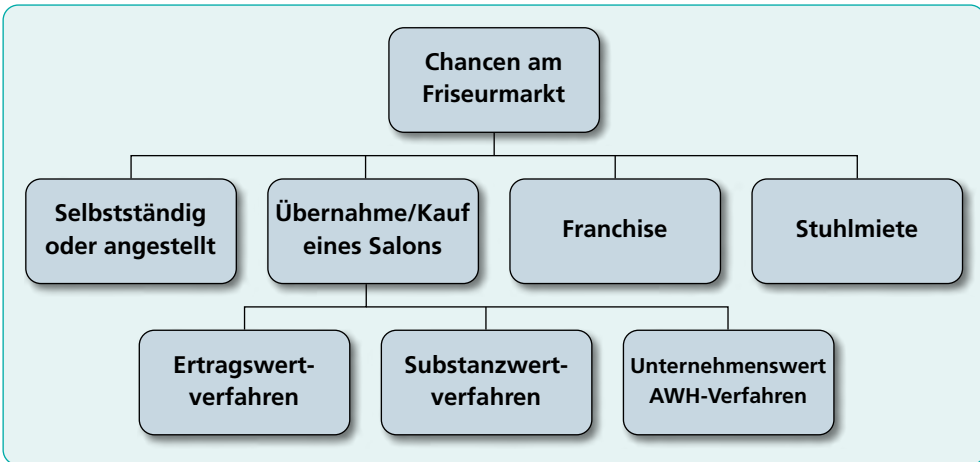 Chancen am
Friseurmarkt
Selbstständig
oder angestellt
Übernahme/Kauf
eines Salons
Franchise
Stuhlmiete
Ertragswert-
verfahren
Substanzwert-
verfahren
Unternehmenswert
AWH-Verfahren